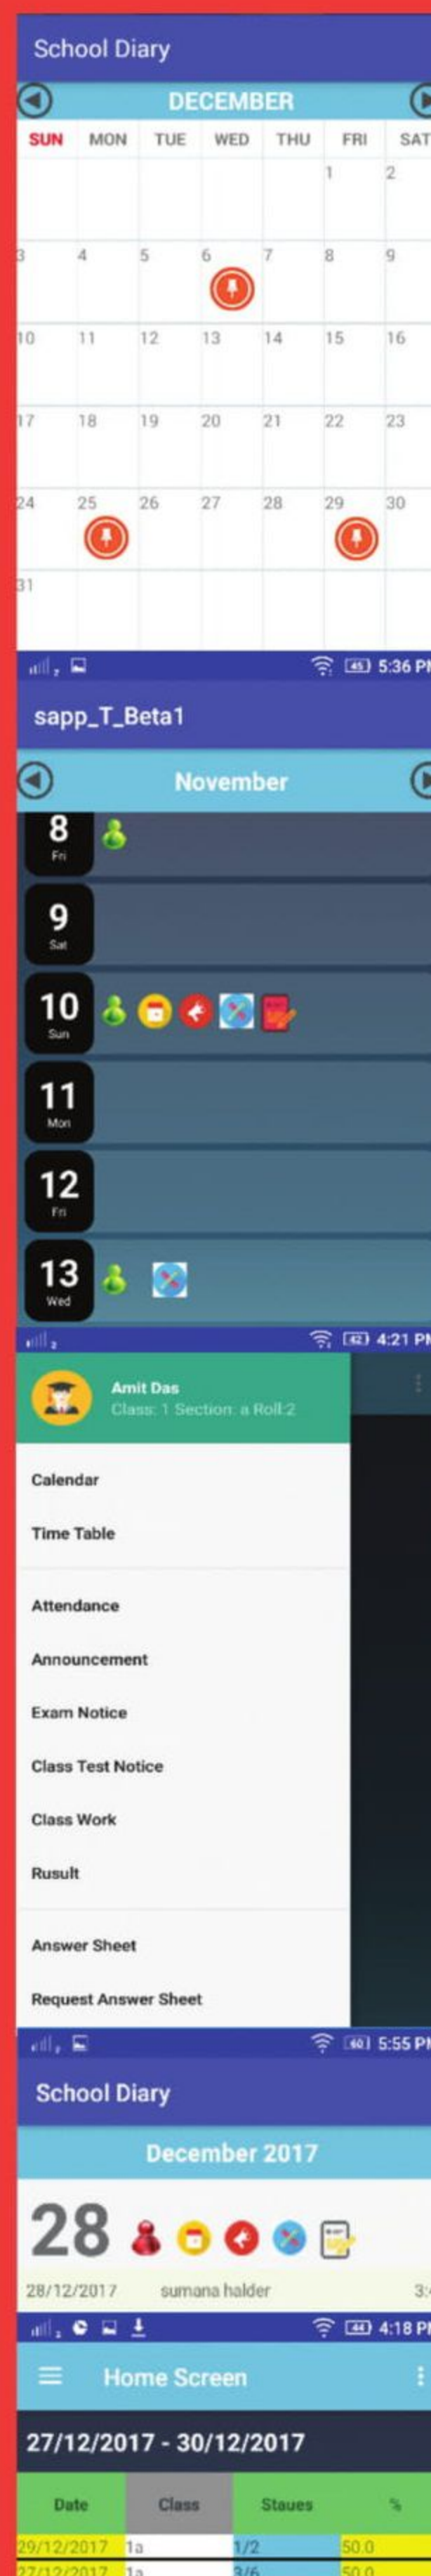 School Diary
DECEMBER
SUN MON TUE WED THU FRI SAT
1 2
3 4 5 6 7 8 9
10 11 12 13 14 15 16
17 18 19 20 21 22 23
24 25 26 27 28 29 30
31
45 5:36 PM
sapp_T_Beta1
November
8
Fri
9
Sat
10
Sun
11
Mon
12
Fri
13
Wed
42 4:21 PM
Amit Das
Class: 1 Section: a Roll:2
Calendar
Time Table
Attendance
Announcement
Exam Notice
Class Test Notice
Class Work
Rusult
Answer Sheet
Request Answer Sheet
60 5:55 PM
School Diary
December 2017
28
28/12/2017 sumana halder
44 4:18 PM
Home Screen
27/12/2017 - 30/12/2017
Date Class Staues %
29/12/2017 1a 1/2 50.0
27/12/2017 1a 3/6 50.0